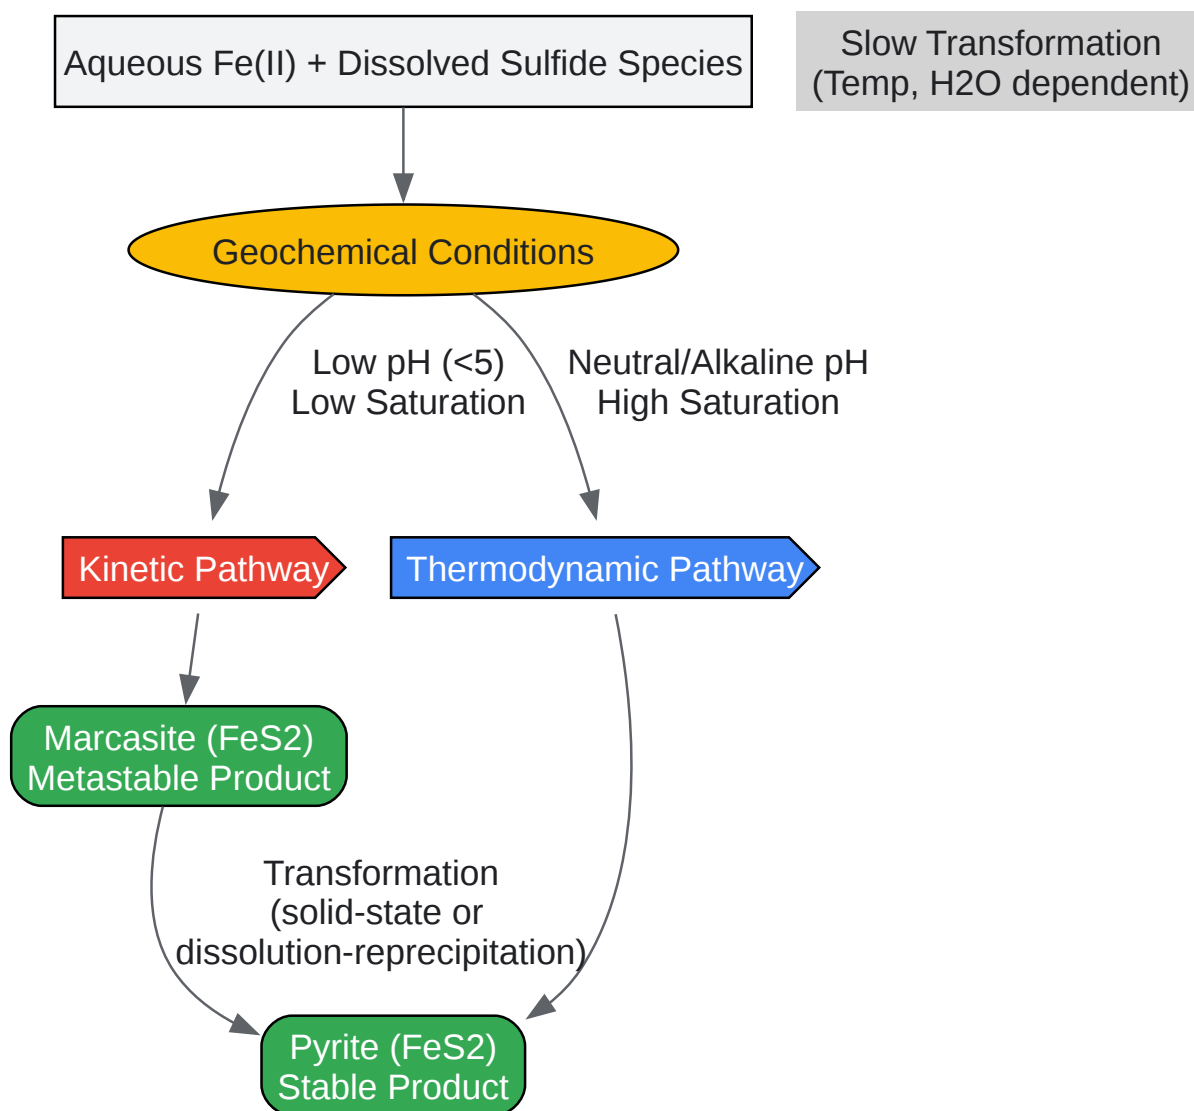 Aqueous Fe(II) + Dissolved Sulfide Species
Slow Transformation
(Temp, H2O dependent)
Geochemical Conditions
Low pH (<5)
Low Saturation
Neutral/Alkaline pH
High Saturation
Kinetic Pathway
Thermodynamic Pathway
Marcasite (FeS2)
Metastable Product
Transformation
(solid-state or
dissolution-reprecipitation)
Pyrite (FeS2)
Stable Product